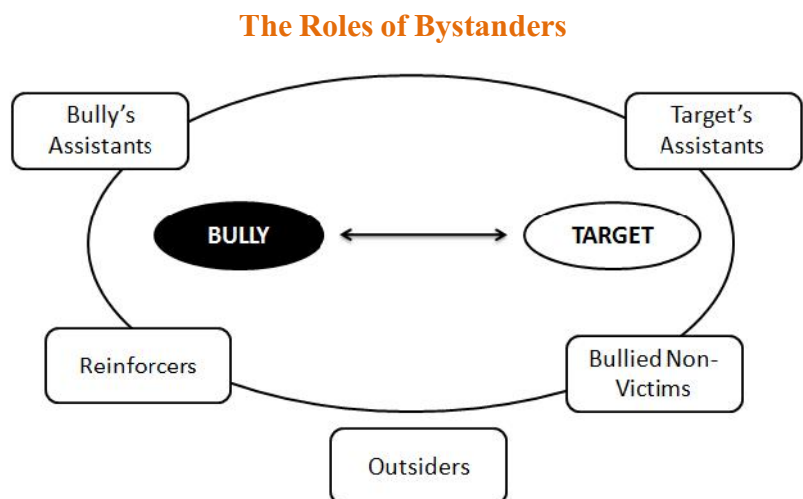 The Roles of Bystanders
Bully's
Assistants
Target's
Assistants
BULLY
TARGET
Reinforcers
Bullied Non-
Victims
Outsiders